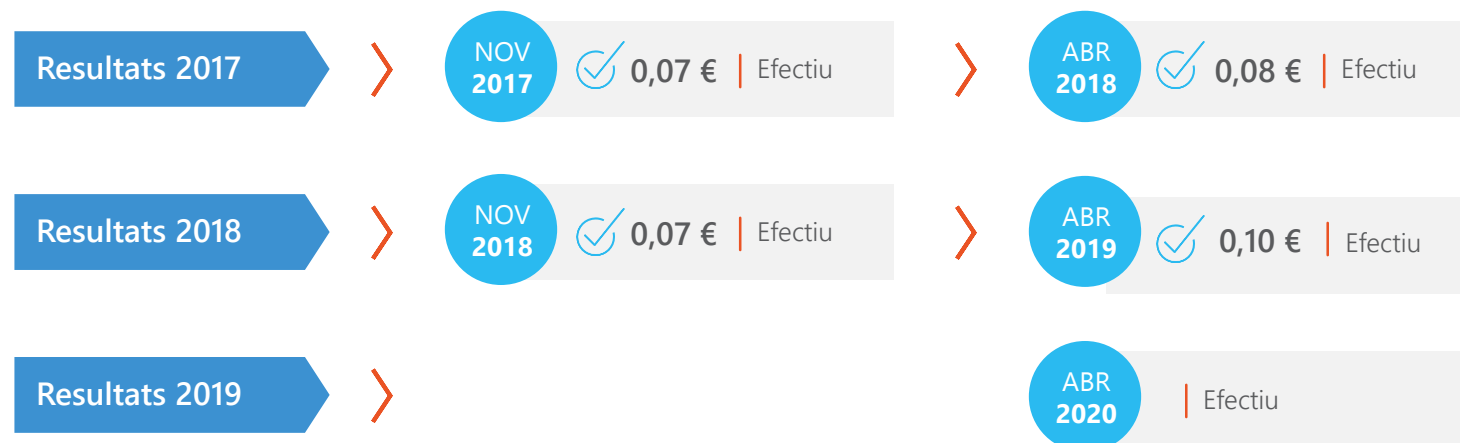 Resultats 2017
NOV
2017
0,07 € | Efectiu
ABR
2018
0,08 € | Efectiu
Resultats 2018
NOV
2018
0,07 € | Efectiu
ABR
2019
0,10 € | Efectiu
Resultats 2019
ABR
2020
| Efectiu